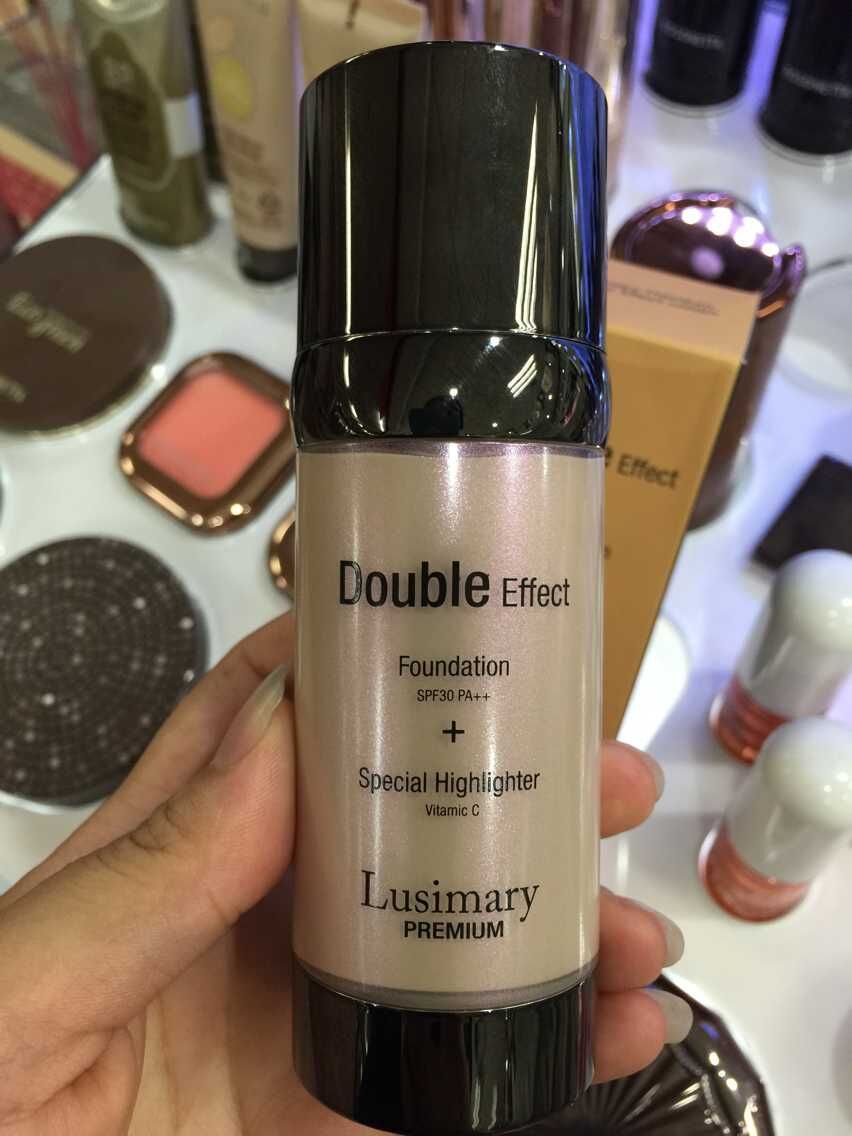 Double Effect
Foundation
SPF30 PA++
+
Special Highlighter
Vitamic C
Lusimary
PREMIUM
Effect